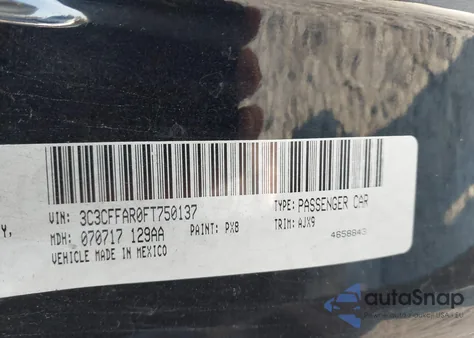 VIN: 3C3CFFAR0FT750137 TYPE: PASSENGER CAR
MDH: 070717 129AA PAINT: PX8 TRIM: AJX9
VEHICLE MADE IN MEXICO 4658843
Y,
autoSnap